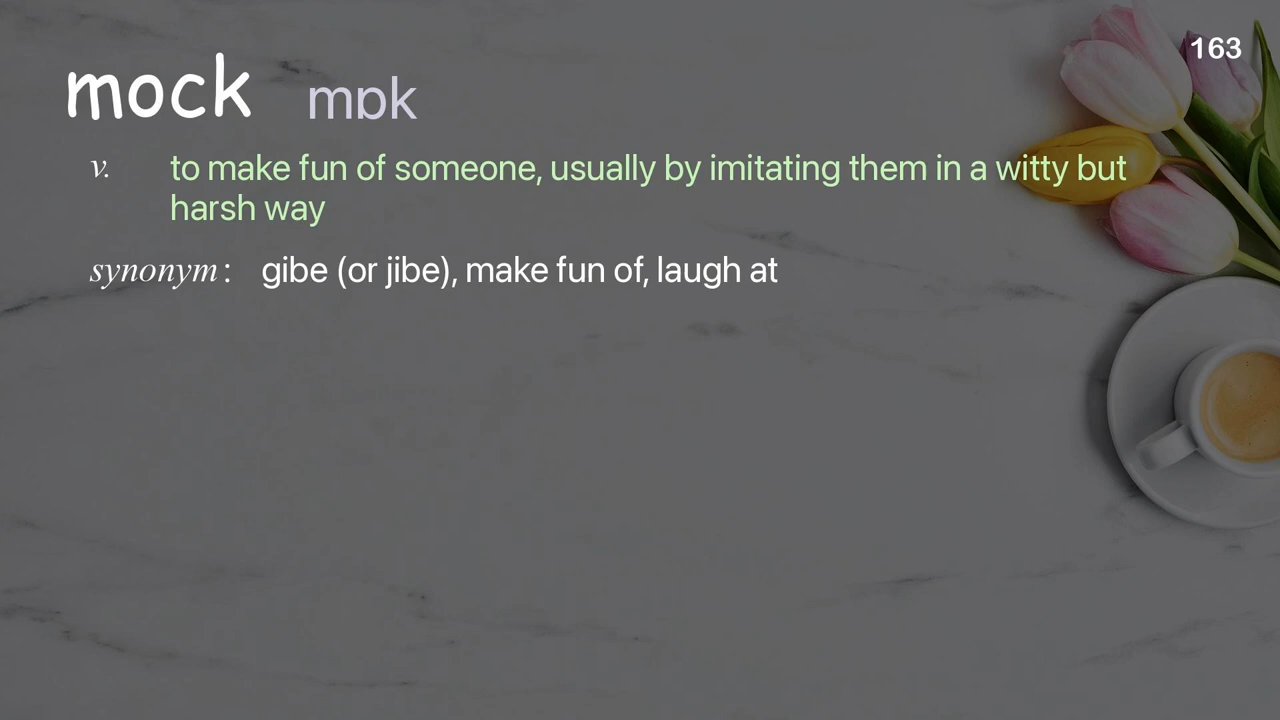 163
mock mɒk
v. to make fun of someone, usually by imitating them in a witty but
harsh way
synonym: gibe (or jibe), make fun of, laugh at